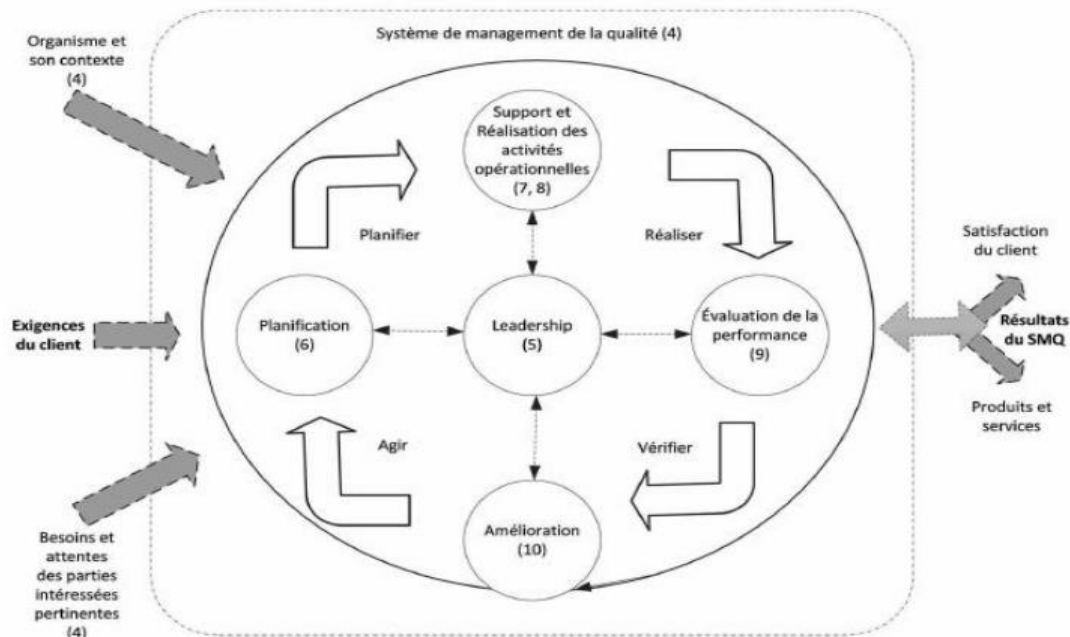 Système de management de la qualité (4)
Organisme et
son contexte
(4)
Support et
Réalisation des
activités
opérationnelles
(7, 8)
Planifier
Réaliser
Satisfaction
du client
Exigences
du client
Planification
(6)
Leadership
(5)
Évaluation de la
performance
(9)
Résultats
du SMQ
Produits et
services
Agir
Vérifier
Amélioration
(10)
Besoins et
attentes
des parties
intéressées
pertinentes
(4)